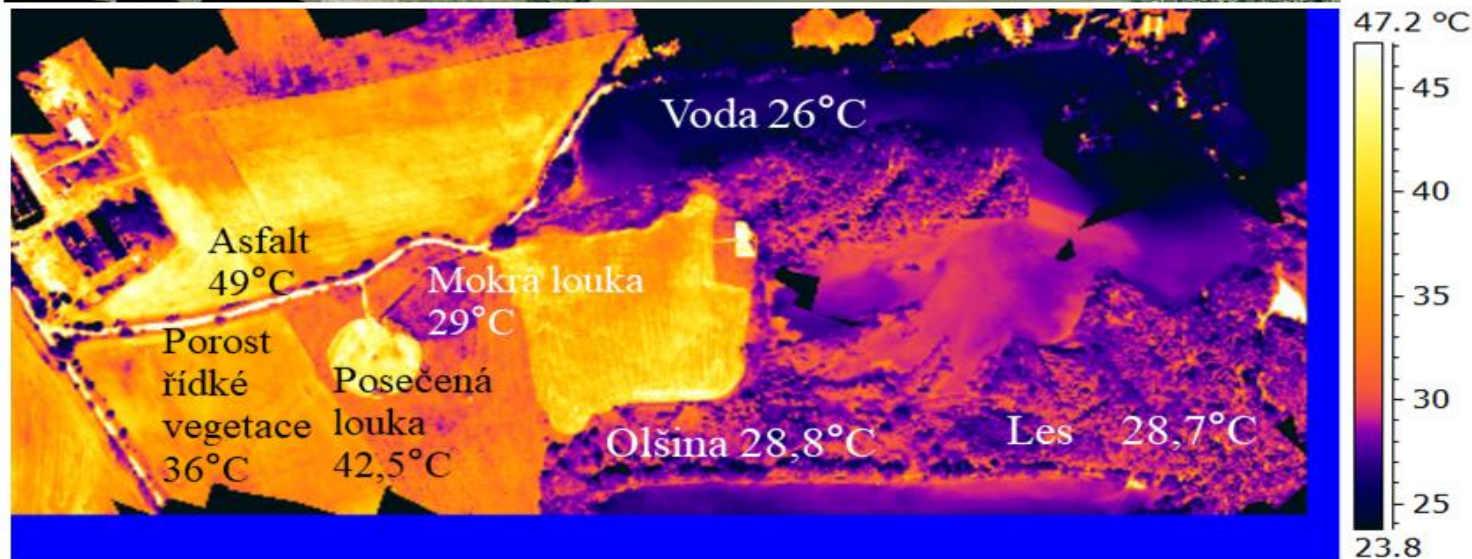 47.2 °C
45
40
35
30
25
23.8
Voda 26°C
Asfalt
49°C
Mokrá louka
29°C
Porost
řídké
vegetace
36°C
Posečená
louka
42,5°C
Olšina 28,8°C
Les 28,7°C